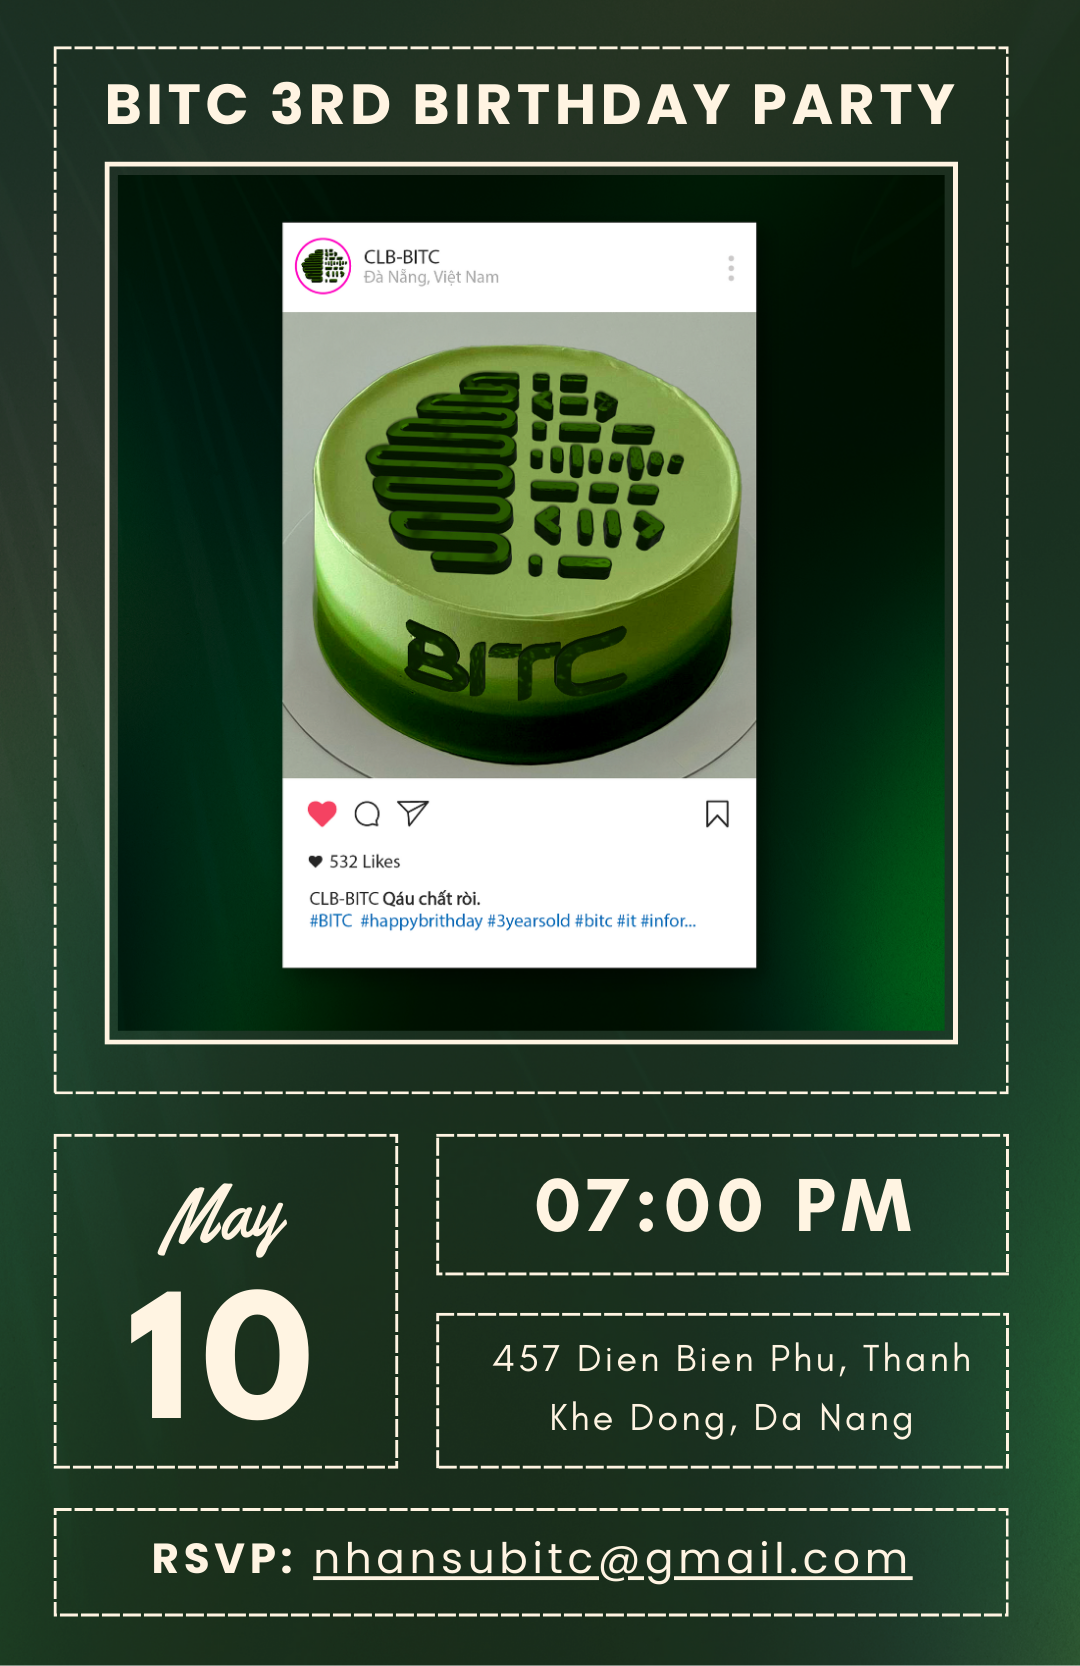 BITC 3RD BIRTHDAY PARTY
CLB-BITC
Đà Nẵng, Việt Nam
BITC
532 Likes
CLB-BITC Qáu chất ròi.
#BITC #happybrithday #3yearsold #bitc #it #infor...
May
10
07:00 PM
457 Dien Bien Phu, Thanh
Khe Dong, Da Nang
RSVP: nhansubitc@gmail.com